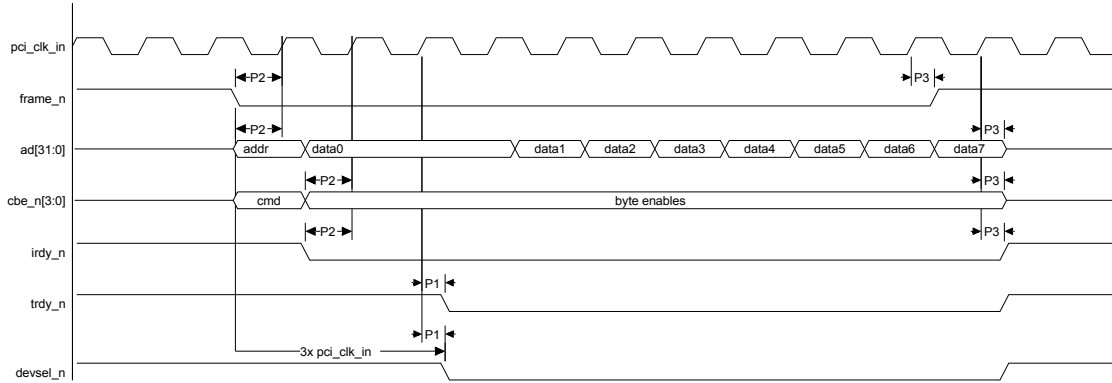 pci_clk_in
P2 P3
frame_n
P2 P3
ad[31:0] addr data0 data1 data2 data3 data4 data5 data6 data7
P2 P3
cbe_n[3:0] cmd byte enables
P2 P3
irdy_n
P1
trdy_n
P1
3x pci_clk_in
devsel_n